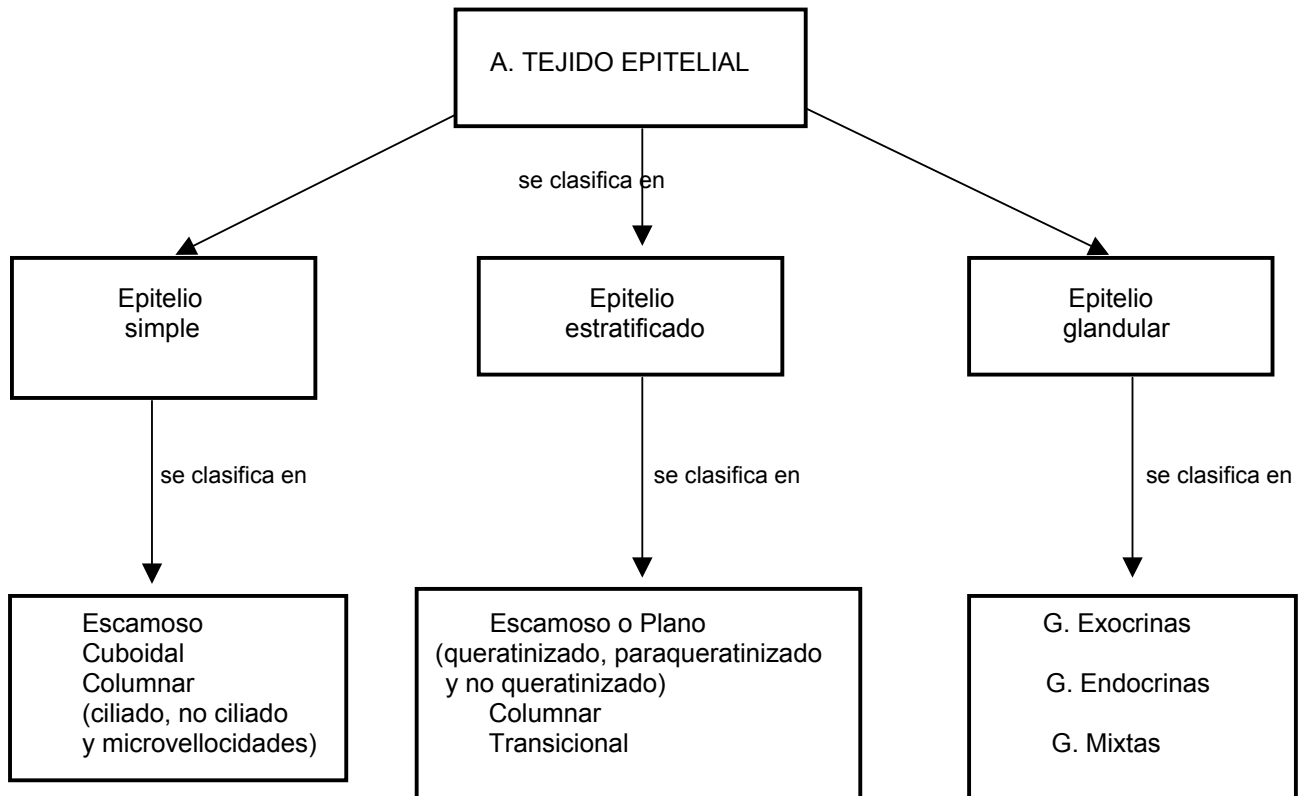 A. TEJIDO EPITELIAL
se clasifica en
Epitelio
simple
Epitelio
estratificado
Epitelio
glandular
se clasifica en
se clasifica en
se clasifica en
Escamoso
Cuboidal
Columnar
(ciliado, no ciliado
y microvellocidades)
Escamoso o Plano
(queratinizado, paraqueratinizado
y no queratinizado)
Columnar
Transicional
G. Exocrinas
G. Endocrinas
G. Mixtas